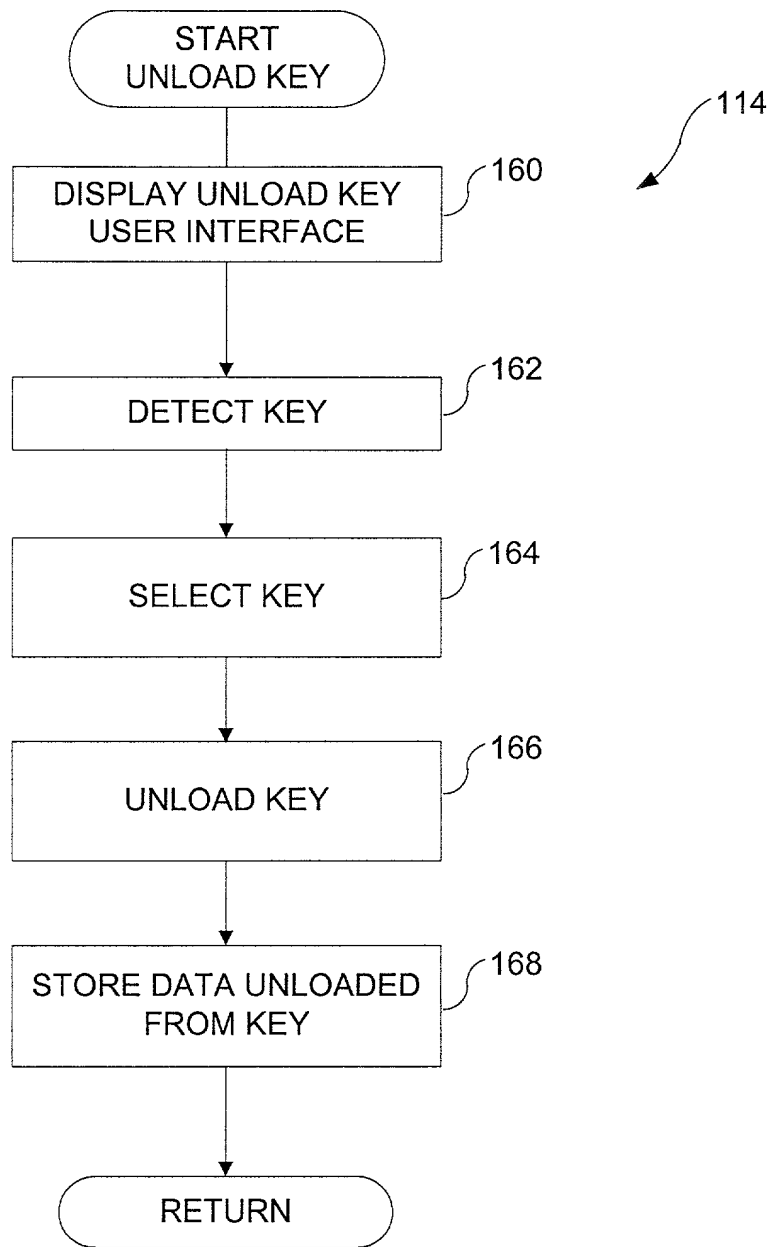 START
UNLOAD KEY
114
160
DISPLAY UNLOAD KEY
USER INTERFACE
162
DETECT KEY
164
SELECT KEY
166
UNLOAD KEY
168
STORE DATA UNLOADED
FROM KEY
RETURN